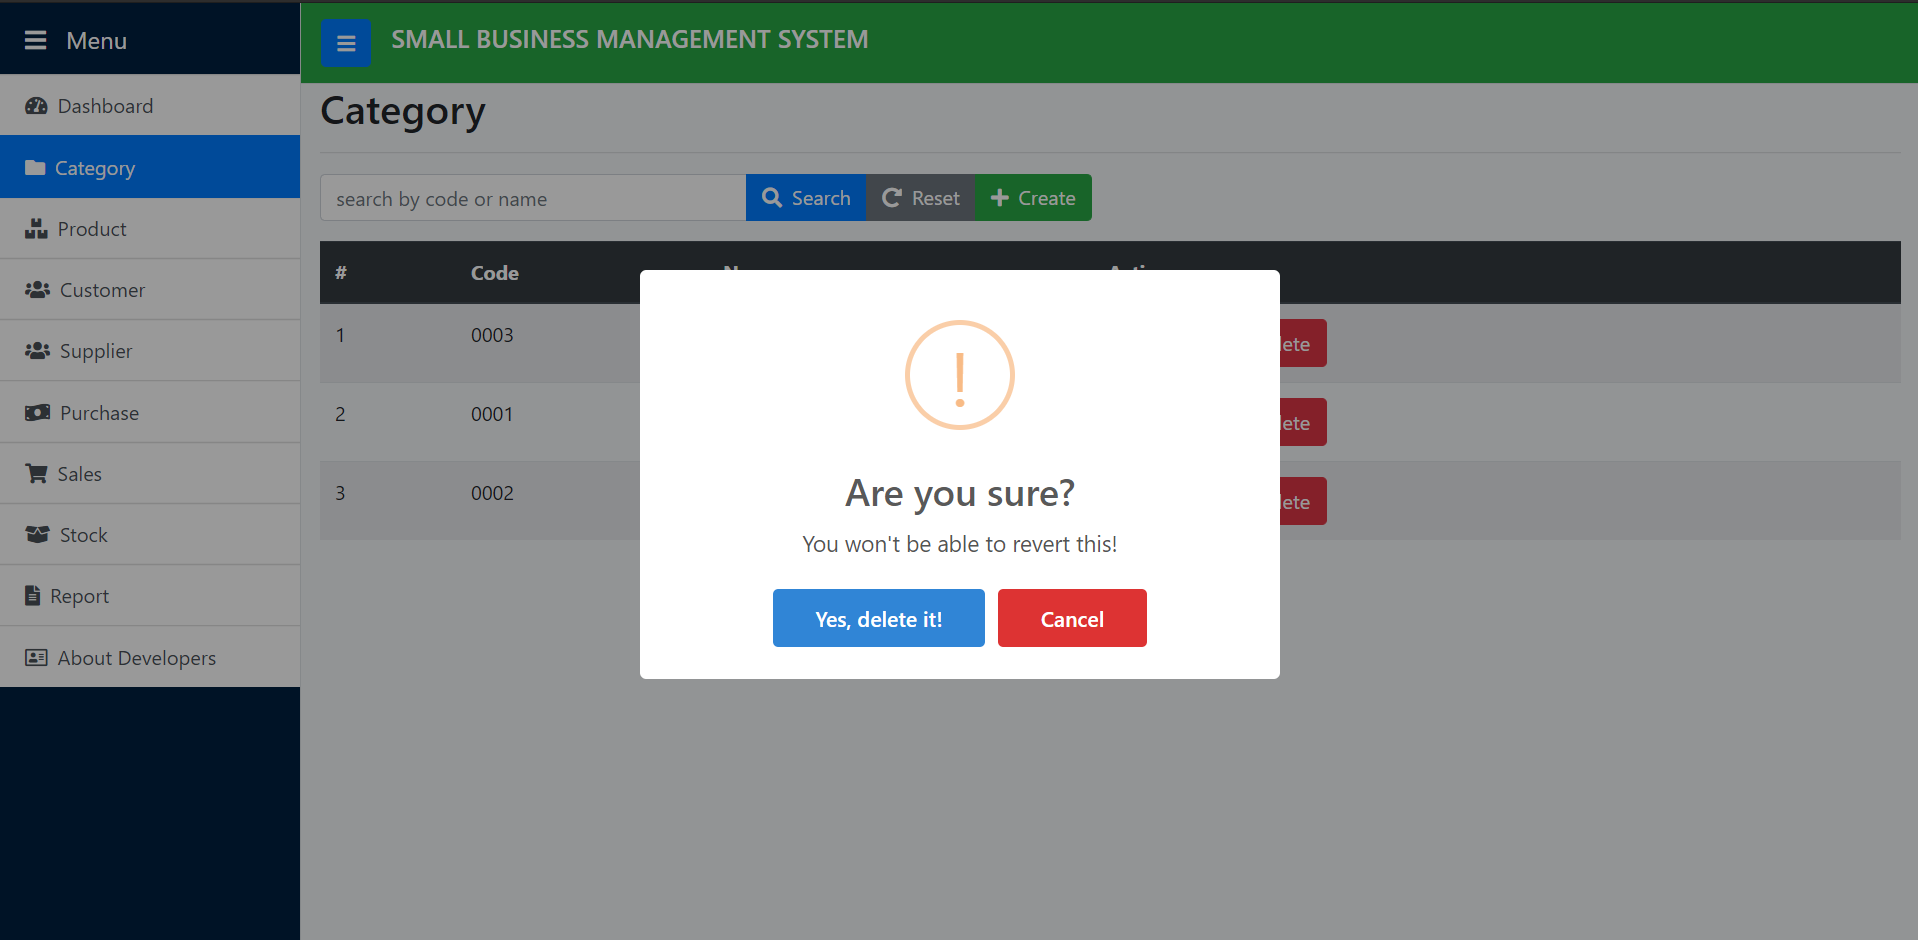 Menu
SMALL BUSINESS MANAGEMENT SYSTEM
Dashboard
Category
Product
Customer
Supplier
Purchase
Sales
Stock
Report
About Developers
Category
search by code or name
Search
Reset
Create
# Code
1 0003
2 0001
3 0002
Are you sure?
You won't be able to revert this!
Yes, delete it!
Cancel